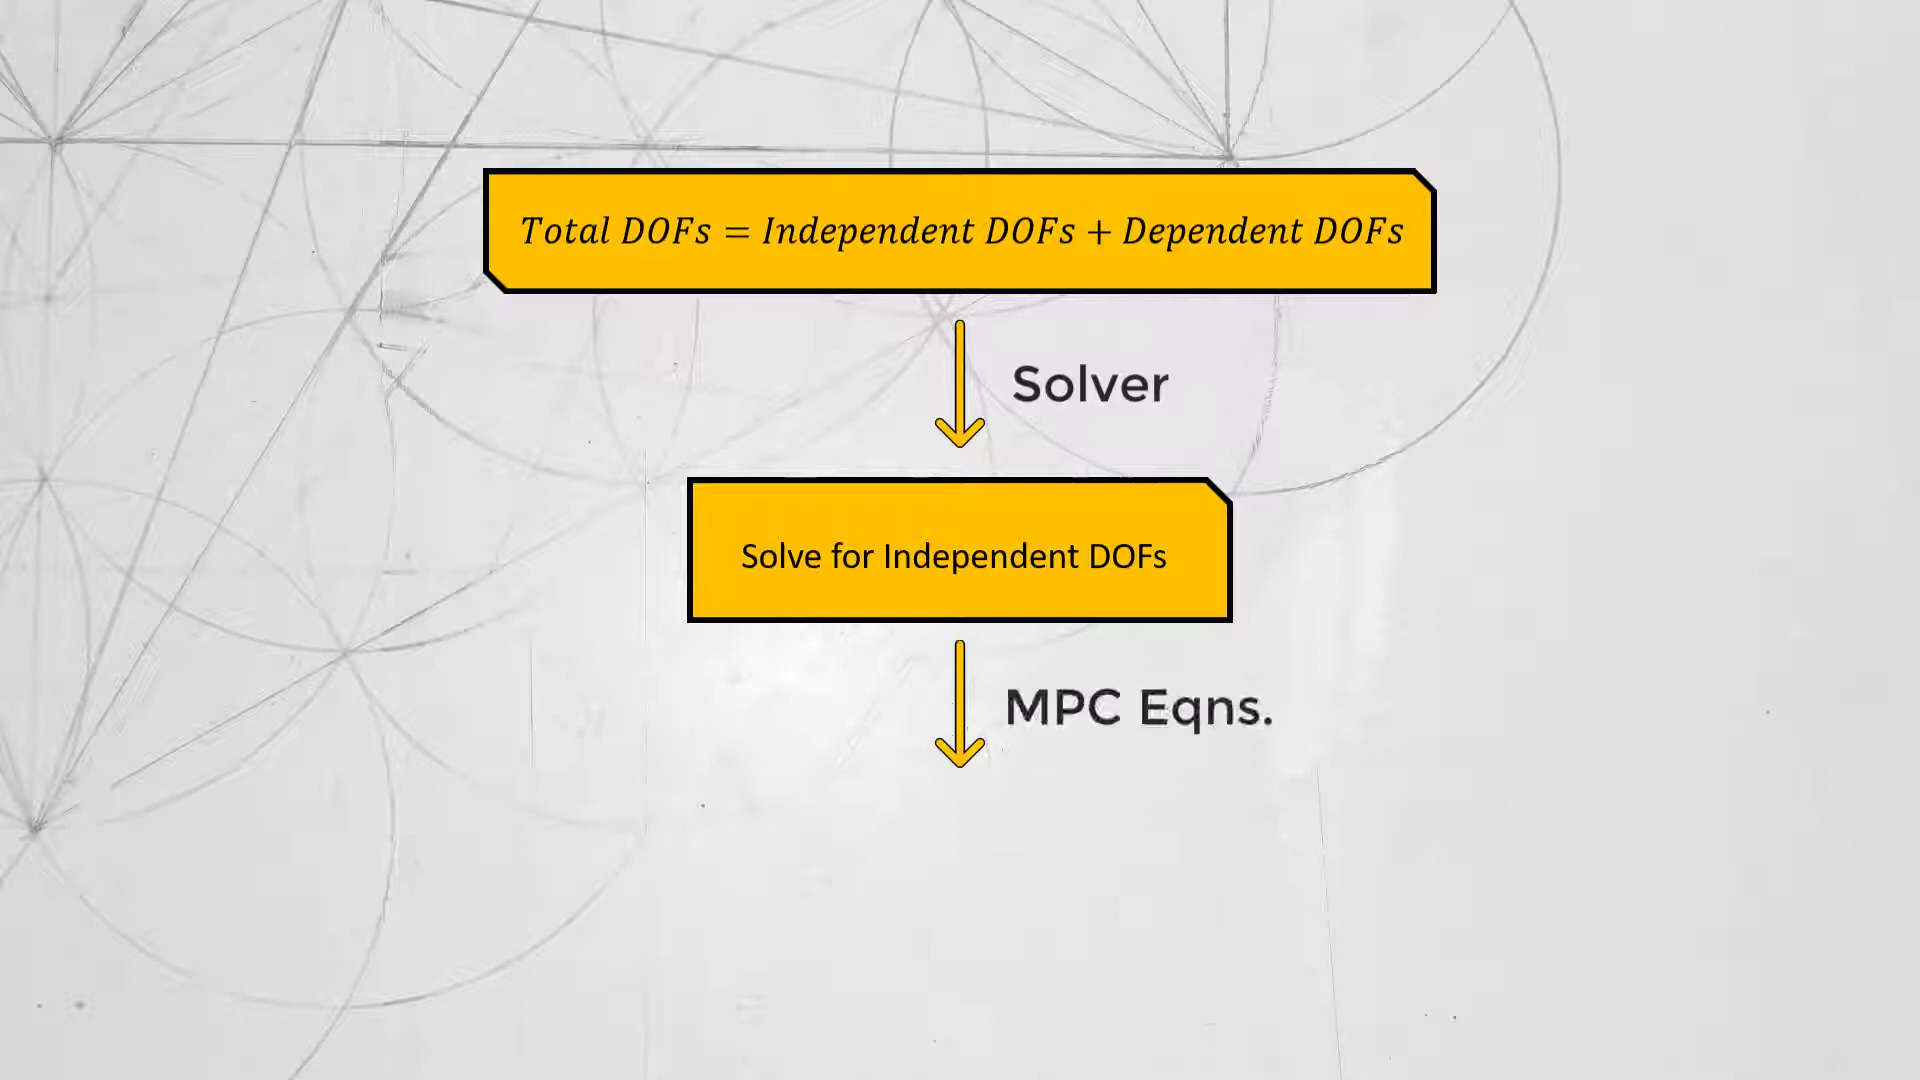 Total DOFs = Independent DOFs + Dependent DOFs
Solver
Solve for Independent DOFs
MPC Eqns.